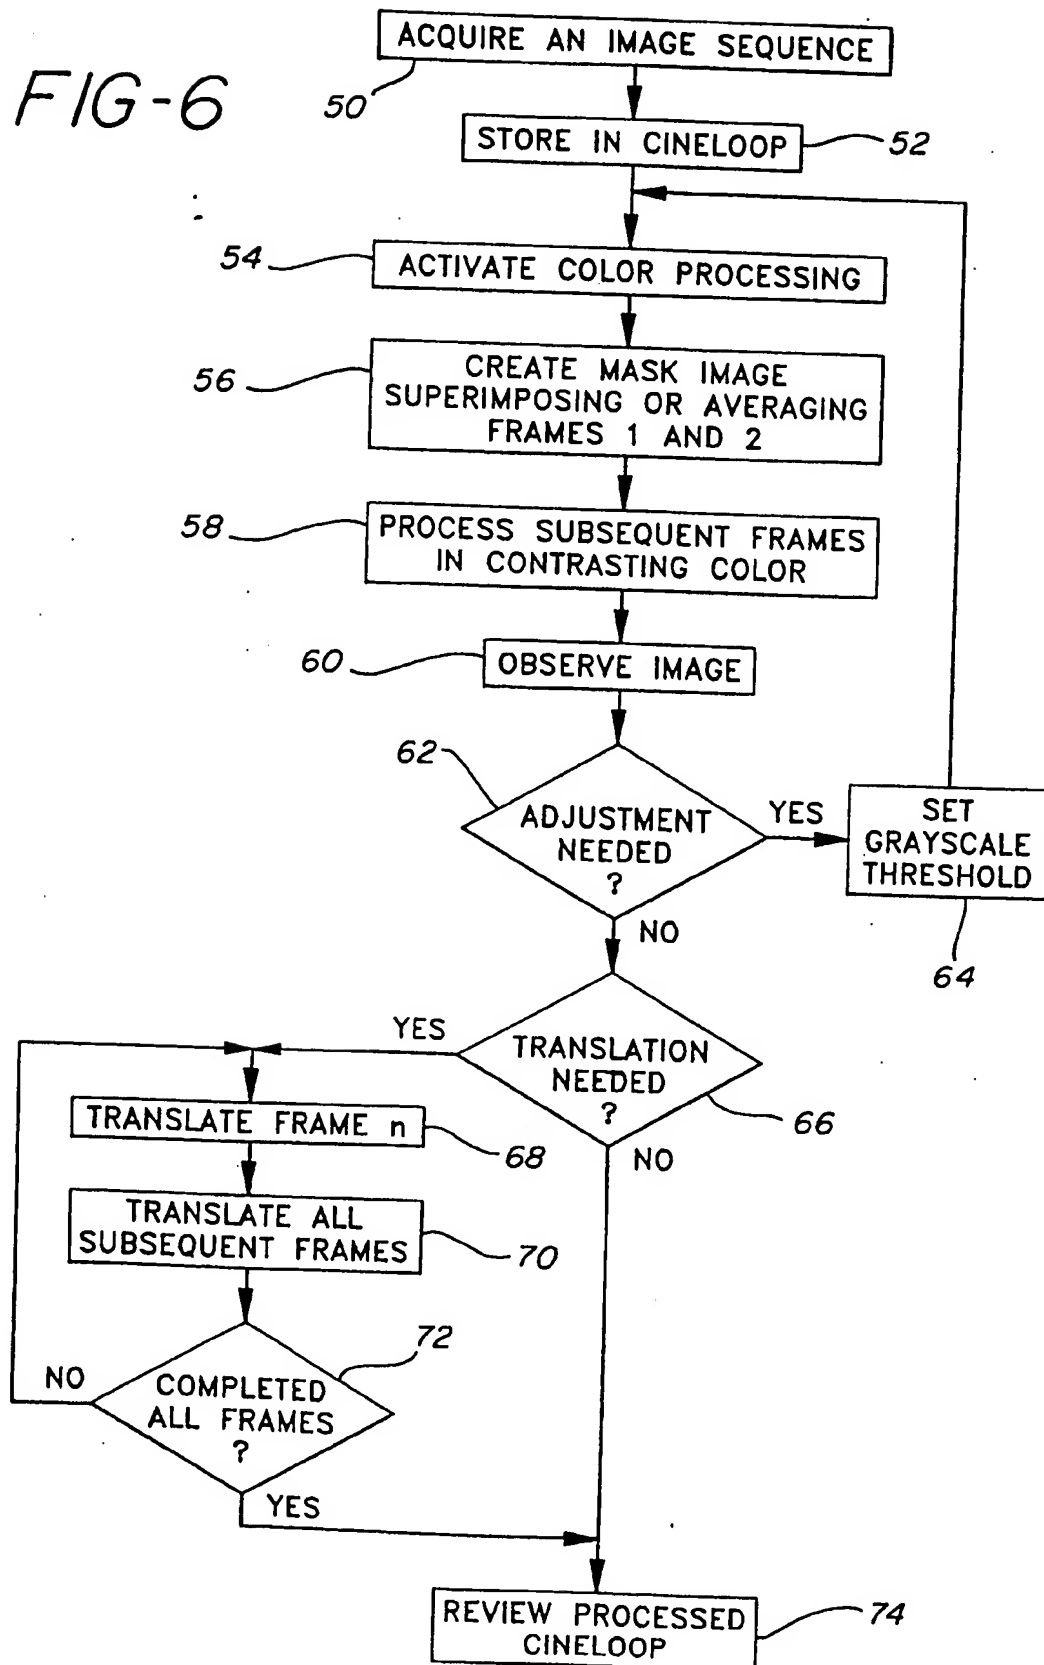 FIG-6
ACQUIRE AN IMAGE SEQUENCE
50
STORE IN CINELOOP
52
54
ACTIVATE COLOR PROCESSING
56
CREATE MASK IMAGE
SUPERIMPOSING OR AVERAGING
FRAMES 1 AND 2
58
PROCESS SUBSEQUENT FRAMES
IN CONTRASTING COLOR
60
OBSERVE IMAGE
62
ADJUSTMENT
NEEDED
?
YES
SET
GRAYSCALE
THRESHOLD
64
NO
TRANSLATION
NEEDED
?
66
YES
NO
TRANSLATE FRAME n
68
TRANSLATE ALL
SUBSEQUENT FRAMES
70
72
COMPLETED
ALL FRAMES
?
NO
YES
REVIEW PROCESSED
CINELOOP
74